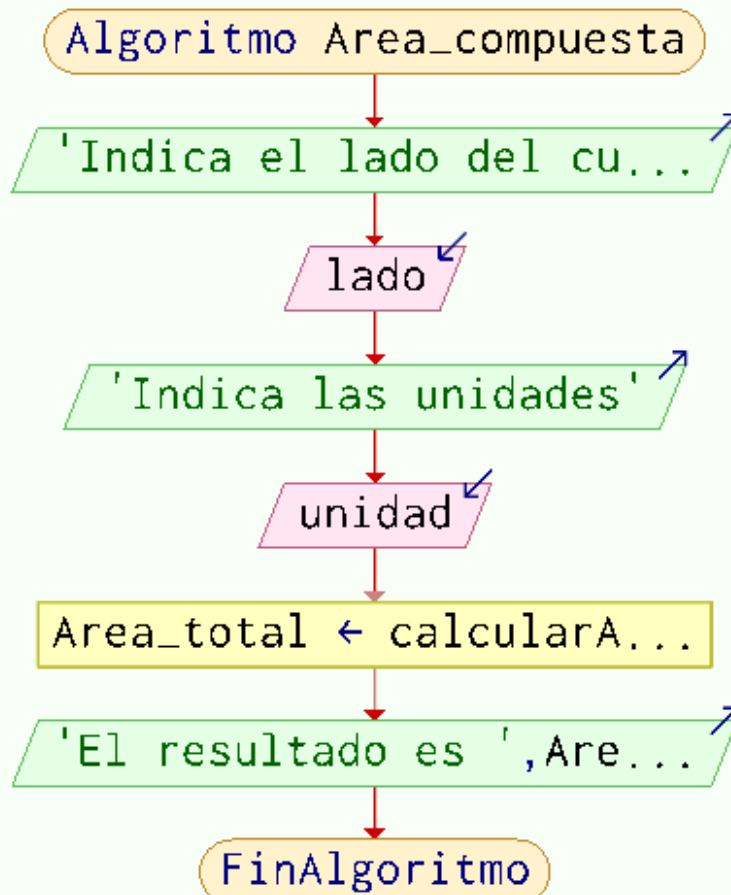 Algoritmo Area_compuesta
'Indica el lado del cu...
lado
'Indica las unidades'
unidad
Area_total ← calcularA...
'El resultado es ',Are...
FinAlgoritmo